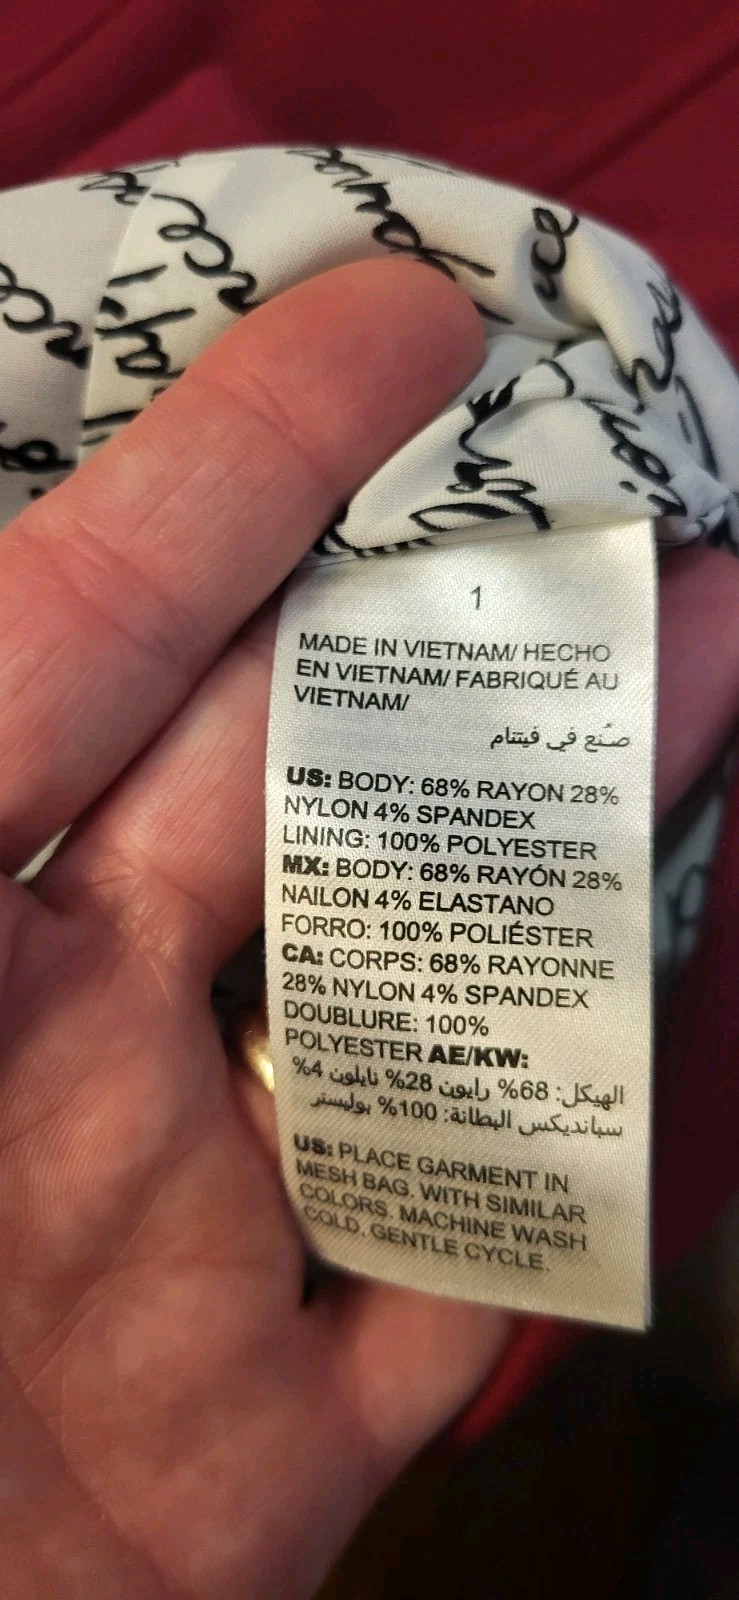 1
MADE IN VIETNAM/ HECHO
EN VIETNAM/ FABRIQUÉ AU
VIETNAM/
صُنع في فيتنام
US: BODY: 68% RAYON 28%
NYLON 4% SPANDEX
LINING: 100% POLYESTER
MX: BODY: 68% RAYÓN 28%
NAILON 4% ELASTANO
FORRO: 100% POLIÉSTER
CA: CORPS: 68% RAYONNE
28% NYLON 4% SPANDEX
DOUBLURE: 100%
POLYESTER AE/KW:
الهيكل: 68% رايون 28% نايلون 4%
سبانديكس البطانة: 100% بوليستر
US: PLACE GARMENT IN
MESH BAG. WITH SIMILAR
COLORS. MACHINE WASH
COLD. GENTLE CYCLE.